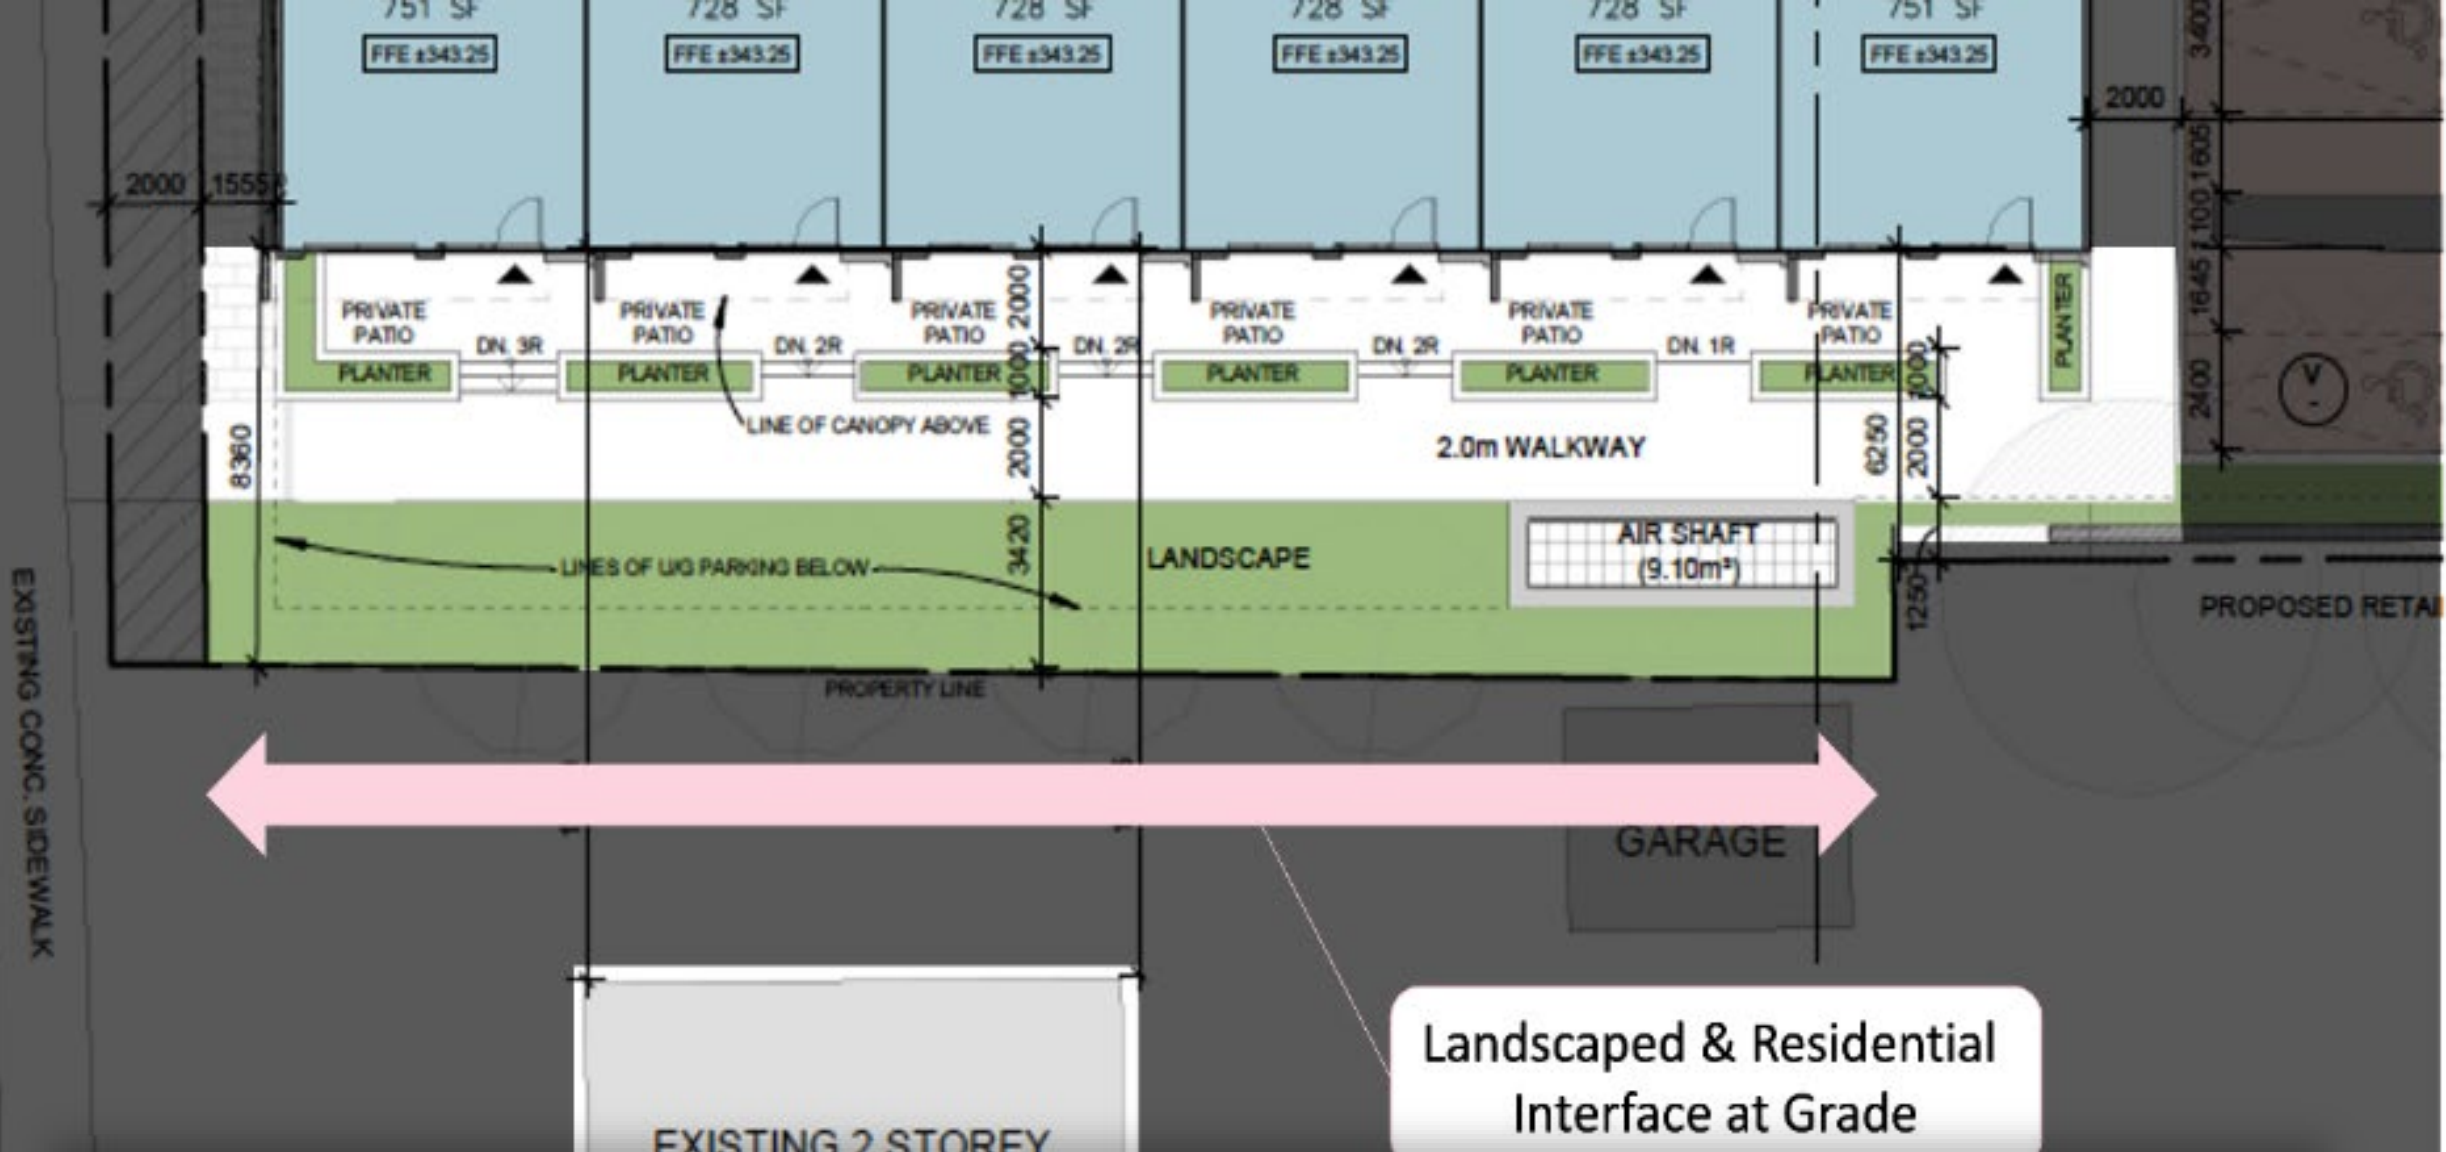 751 SF
728 SF
728 SF
728 SF
728 SF
751 SF
FFE ±343.25
FFE ±343.25
FFE ±343.25
FFE ±343.25
FFE ±343.25
FFE ±343.25
2000
3400
2000
1555
1605
1100
1645
2400
V
-
PRIVATE
PATIO
PRIVATE
PATIO
PRIVATE
PATIO
PRIVATE
PATIO
PRIVATE
PATIO
PRIVATE
PATIO
DN. 3R
DN. 2R
DN. 2R
DN. 2R
DN. 1R
PLANTER
PLANTER
PLANTER
PLANTER
PLANTER
PLANTER
PLANTER
2000
1000
2000
3420
8360
6250
1000
2000
1250
LINE OF CANOPY ABOVE
2.0m WALKWAY
LINES OF U/G PARKING BELOW
LANDSCAPE
AIR SHAFT
(9.10m²)
PROPERTY LINE
PROPOSED RETAI
EXISTING CONC. SIDEWALK
GARAGE
Landscaped & Residential
Interface at Grade
EXISTING 2 STOREY